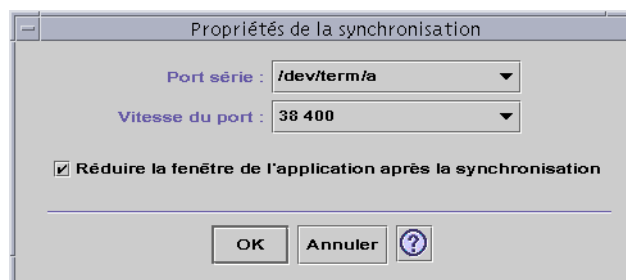 Propriétés de la synchronisation
Port série : /dev/term/a
Vitesse du port : 38 400
Réduire la fenêtre de l'application après la synchronisation
OK Annuler ?